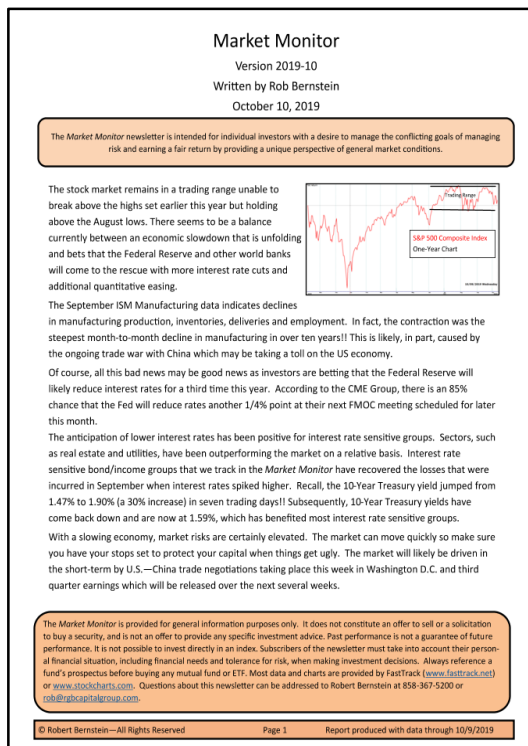 Market Monitor
Version 2019-10
Written by Rob Bernstein
October 10, 2019
The Market Monitor newsletter is intended for individual investors with a desire to manage the conflicting goals of managing
risk and earning a fair return by providing a unique perspective of general market conditions.
The stock market remains in a trading range unable to
break above the highs set earlier this year but holding
above the August lows. There seems to be a balance
currently between an economic slowdown that is unfolding
and bets that the Federal Reserve and other world banks
will come to the rescue with more interest rate cuts and
additional quantitative easing.
Trading Range
S&P 500 Composite Index
One-Year Chart
The September ISM Manufacturing data indicates declines
in manufacturing production, inventories, deliveries and employment. In fact, the contraction was the
steepest month-to-month decline in manufacturing in over ten years!! This is likely, in part, caused by
the ongoing trade war with China which may be taking a toll on the US economy.
Of course, all this bad news may be good news as investors are betting that the Federal Reserve will
likely reduce interest rates for a third time this year. According to the CME Group, there is an 85%
chance that the Fed will reduce rates another 1/4% point at their next FMOC meeting scheduled for later
this month.
The anticipation of lower interest rates has been positive for interest rate sensitive groups. Sectors, such
as real estate and utilities, have been outperforming the market on a relative basis. Interest rate
sensitive bond/income groups that we track in the Market Monitor have recovered the losses that were
incurred in September when interest rates spiked higher. Recall, the 10-Year Treasury yield jumped from
1.47% to 1.90% (a 30% increase) in seven trading days!! Subsequently, 10-Year Treasury yields have
come back down and are now at 1.59%, which has benefited most interest rate sensitive groups.
With a slowing economy, market risks are certainly elevated. The market can move quickly so make sure
you have your stops set to protect your capital when things get ugly. The market will likely be driven in
the short-term by U.S.—China trade negotiations taking place this week in Washington D.C. and third
quarter earnings which will be released over the next several weeks.
The Market Monitor is provided for general information purposes only. It does not constitute an offer to sell or a solicitation
to buy a security, and is not an offer to provide any specific investment advice. Past performance is not a guarantee of future
performance. It is not possible to invest directly in an index. Subscribers of the newsletter must take into account their person-
al financial situation, including financial needs and tolerance for risk, when making investment decisions. Always reference a
fund's prospectus before buying any mutual fund or ETF. Most data and charts are provided by FastTrack (www.fasttrack.net)
or www.stockcharts.com. Questions about this newsletter can be addressed to Robert Bernstein at 858-367-5200 or
rob@rgbcapitalgroup.com.
© Robert Bernstein—All Rights Reserved Page 1 Report produced with data through 10/9/2019